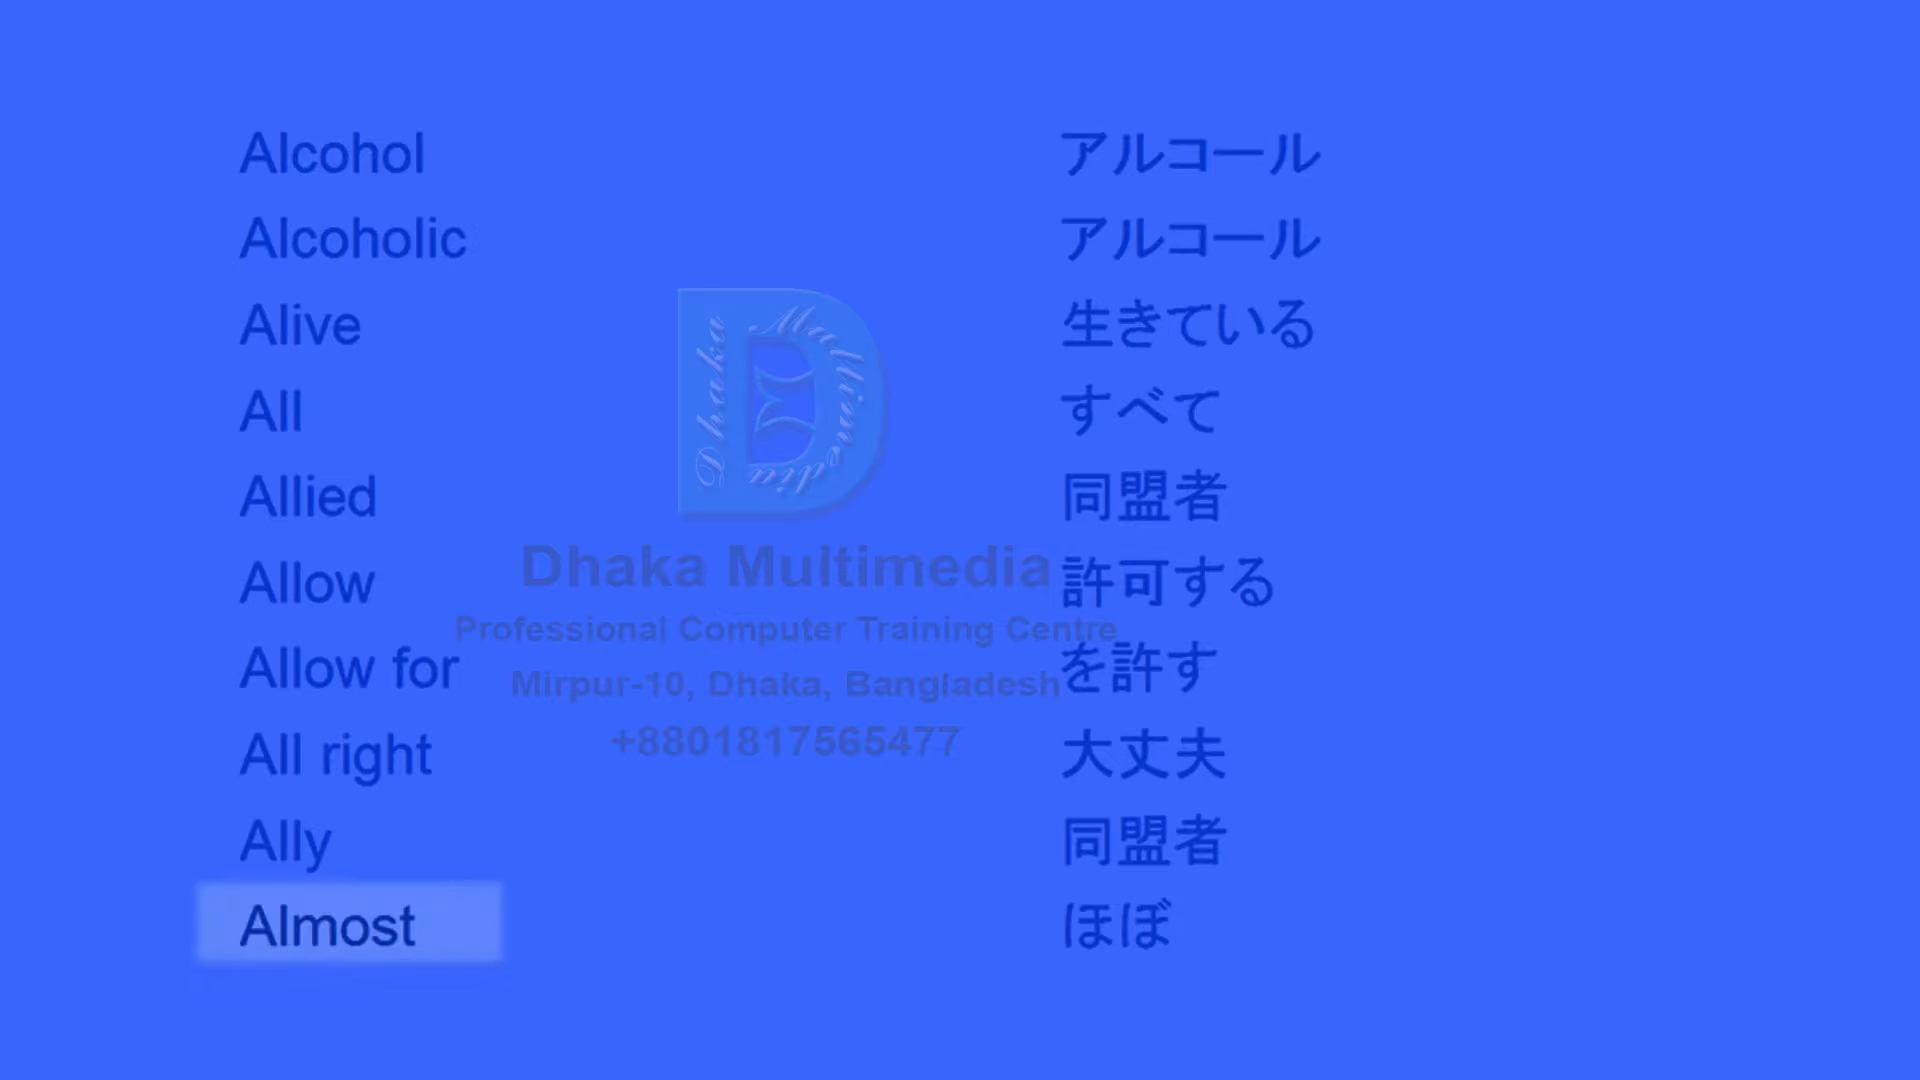 Alcohol アルコール
Alcoholic アルコール
Alive 生きている
All すべて
Allied 同盟者
Allow 許可する
Allow for を許す
All right 大丈夫
Ally 同盟者
Almost ほぼ
Dhaka Multimedia
Dhaka Multimedia
Professional Computer Training Centre
Mirpur-10, Dhaka, Bangladesh
+8801817565477